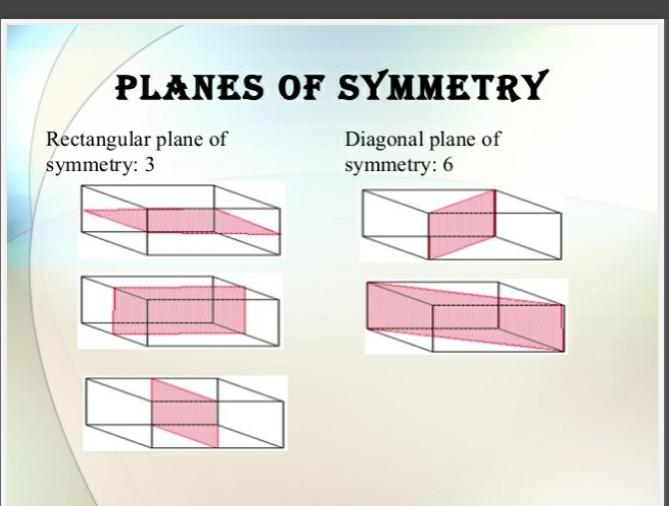 PLANES OF SYMMETRY
Rectangular plane of
symmetry: 3
Diagonal plane of
symmetry: 6